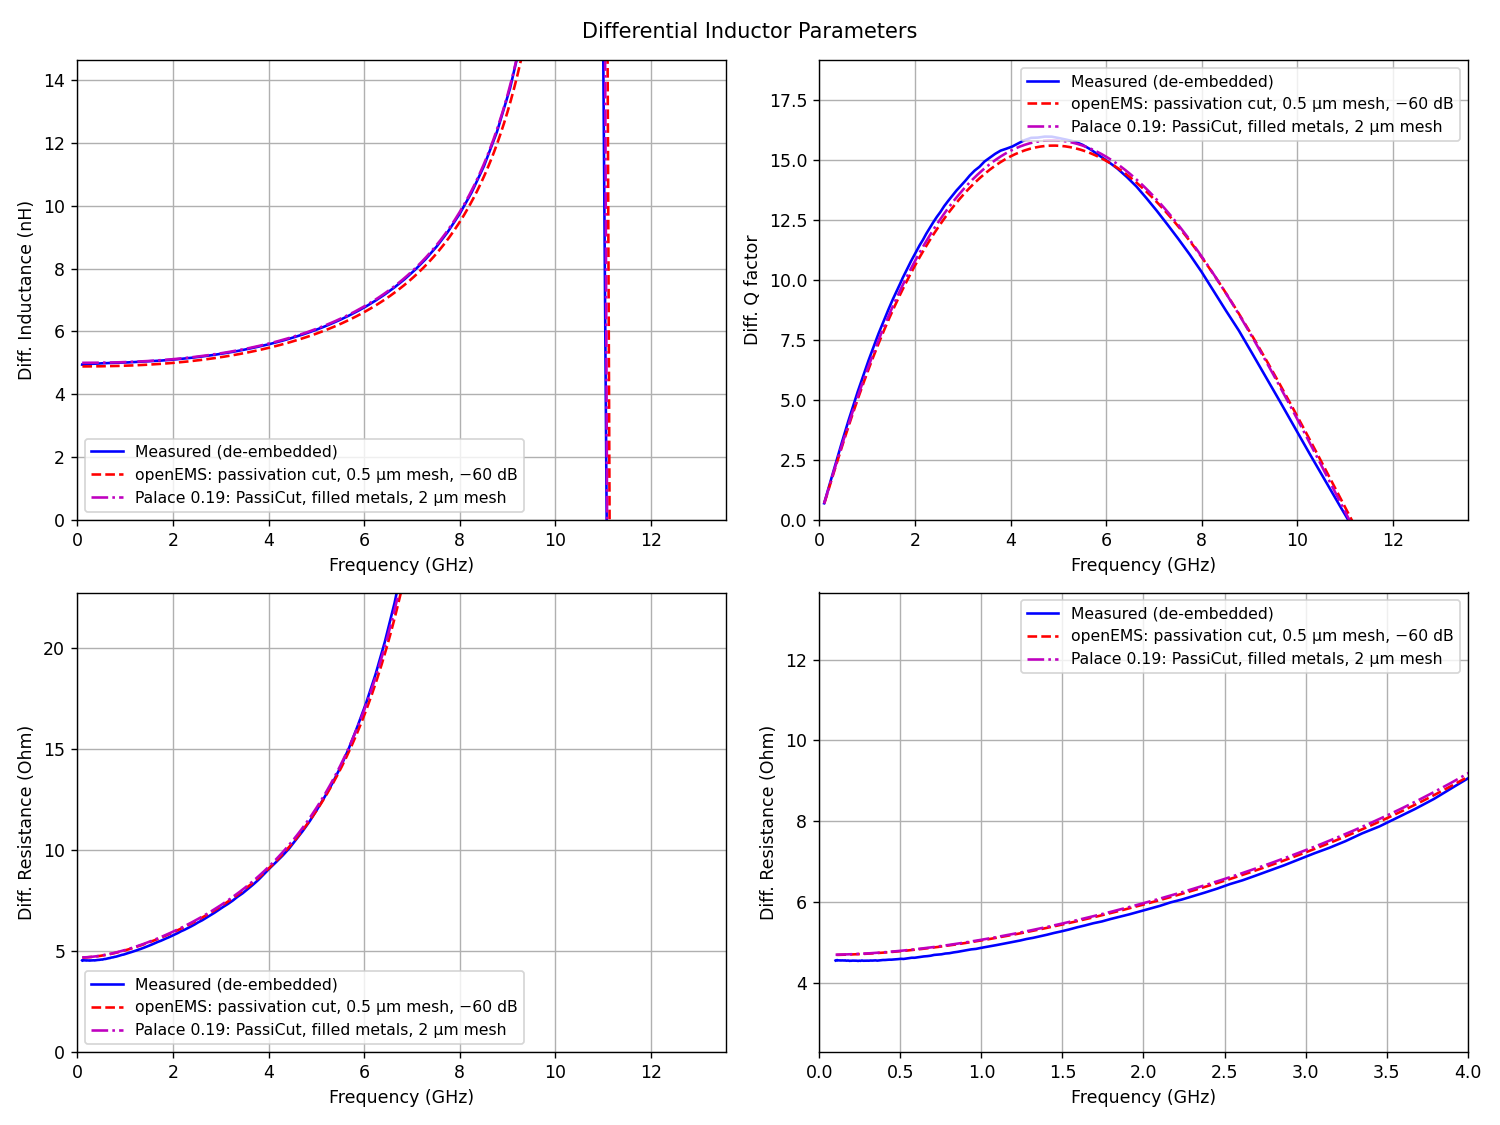 Differential Inductor Parameters
Diff. Inductance (nH)
14
12
10
8
6
4
2
0
Measured (de-embedded)
openEMS: passivation cut, 0.5 μm mesh, −60 dB
Palace 0.19: PassiCut, filled metals, 2 μm mesh
0 2 4 6 8 10 12
Frequency (GHz)
Diff. Q factor
17.5
15.0
12.5
10.0
7.5
5.0
2.5
0.0
Measured (de-embedded)
openEMS: passivation cut, 0.5 μm mesh, −60 dB
Palace 0.19: PassiCut, filled metals, 2 μm mesh
0 2 4 6 8 10 12
Frequency (GHz)
Diff. Resistance (Ohm)
20
15
10
5
0
Measured (de-embedded)
openEMS: passivation cut, 0.5 μm mesh, −60 dB
Palace 0.19: PassiCut, filled metals, 2 μm mesh
0 2 4 6 8 10 12
Frequency (GHz)
Diff. Resistance (Ohm)
12
10
8
6
4
Measured (de-embedded)
openEMS: passivation cut, 0.5 μm mesh, −60 dB
Palace 0.19: PassiCut, filled metals, 2 μm mesh
0.0 0.5 1.0 1.5 2.0 2.5 3.0 3.5 4.0
Frequency (GHz)